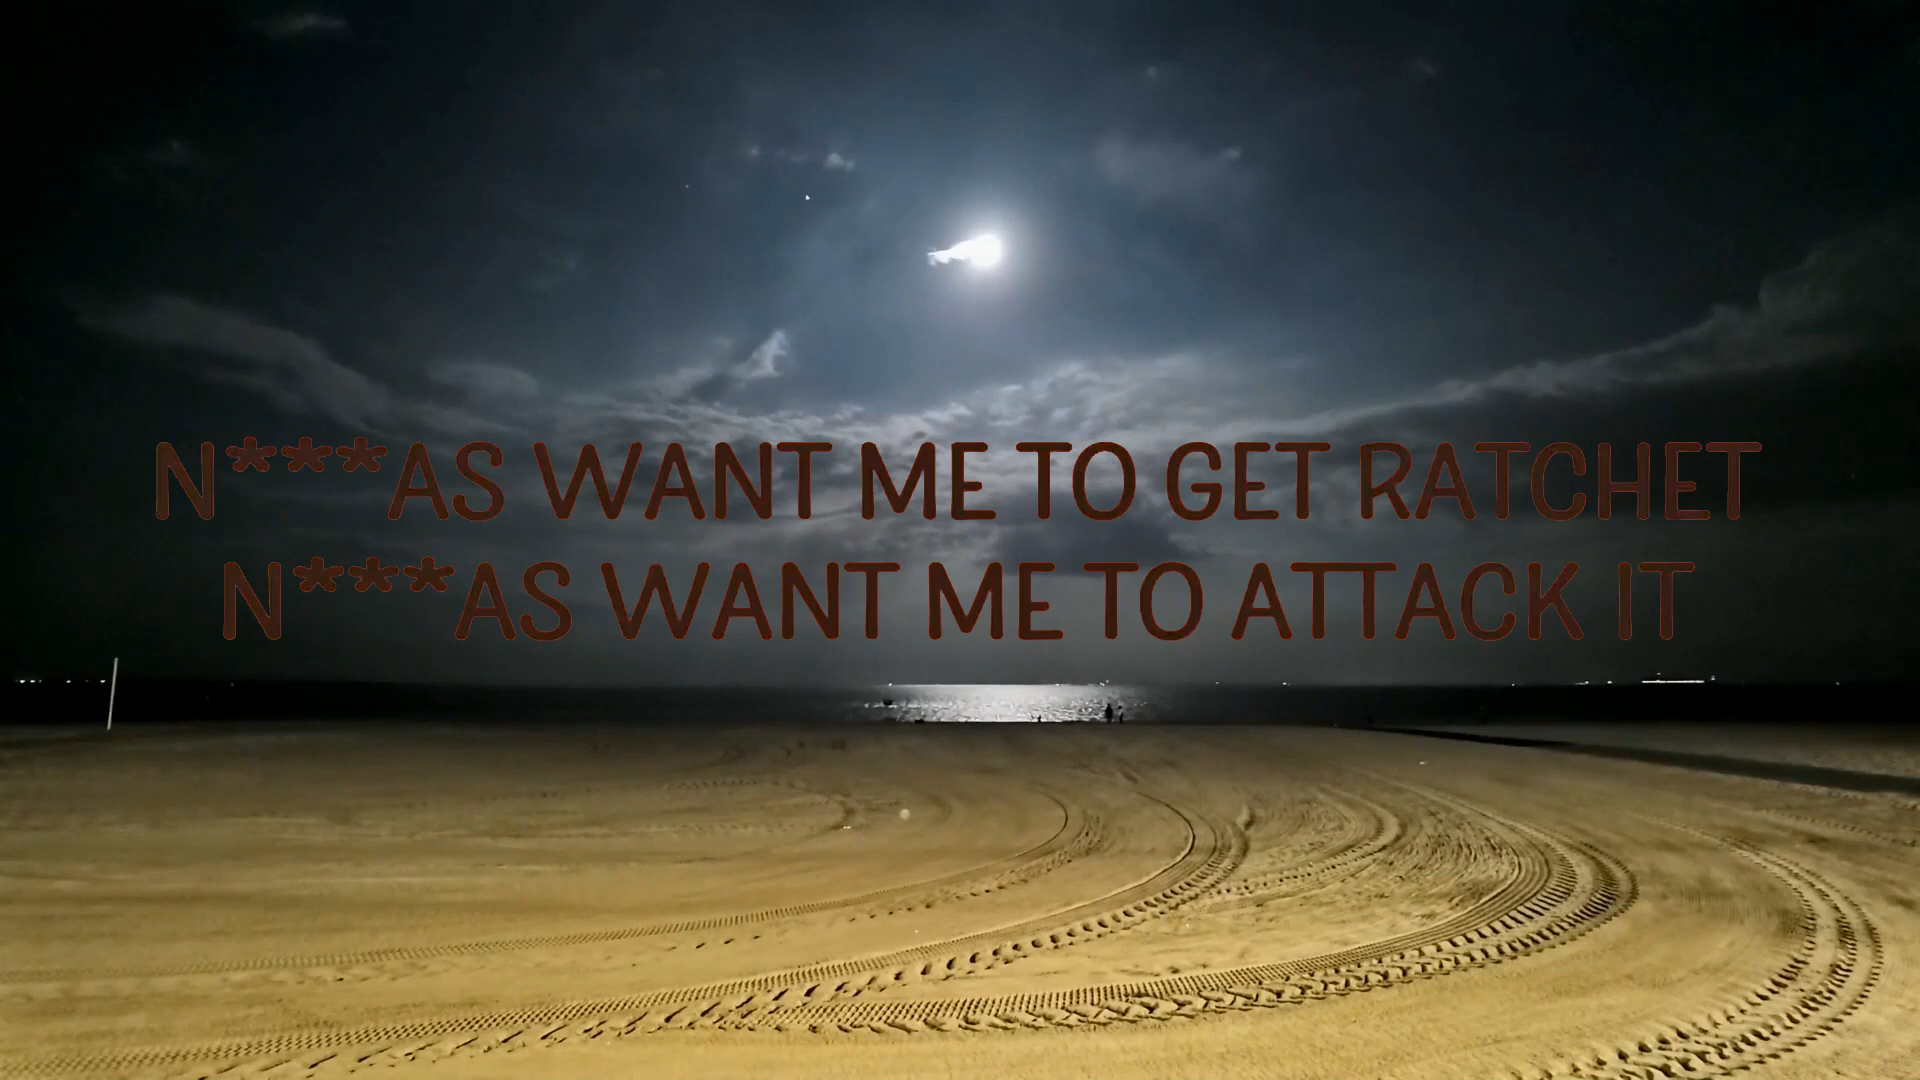 N***AS WANT ME TO GET RATCHET
N***AS WANT ME TO ATTACK IT